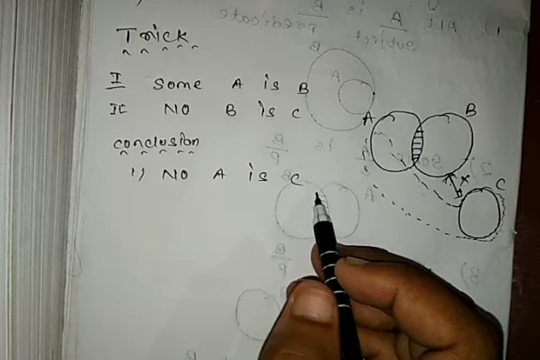 Trick
I Some A is B
II NO B is C
conclusion
1) NO A is C
A
B
C